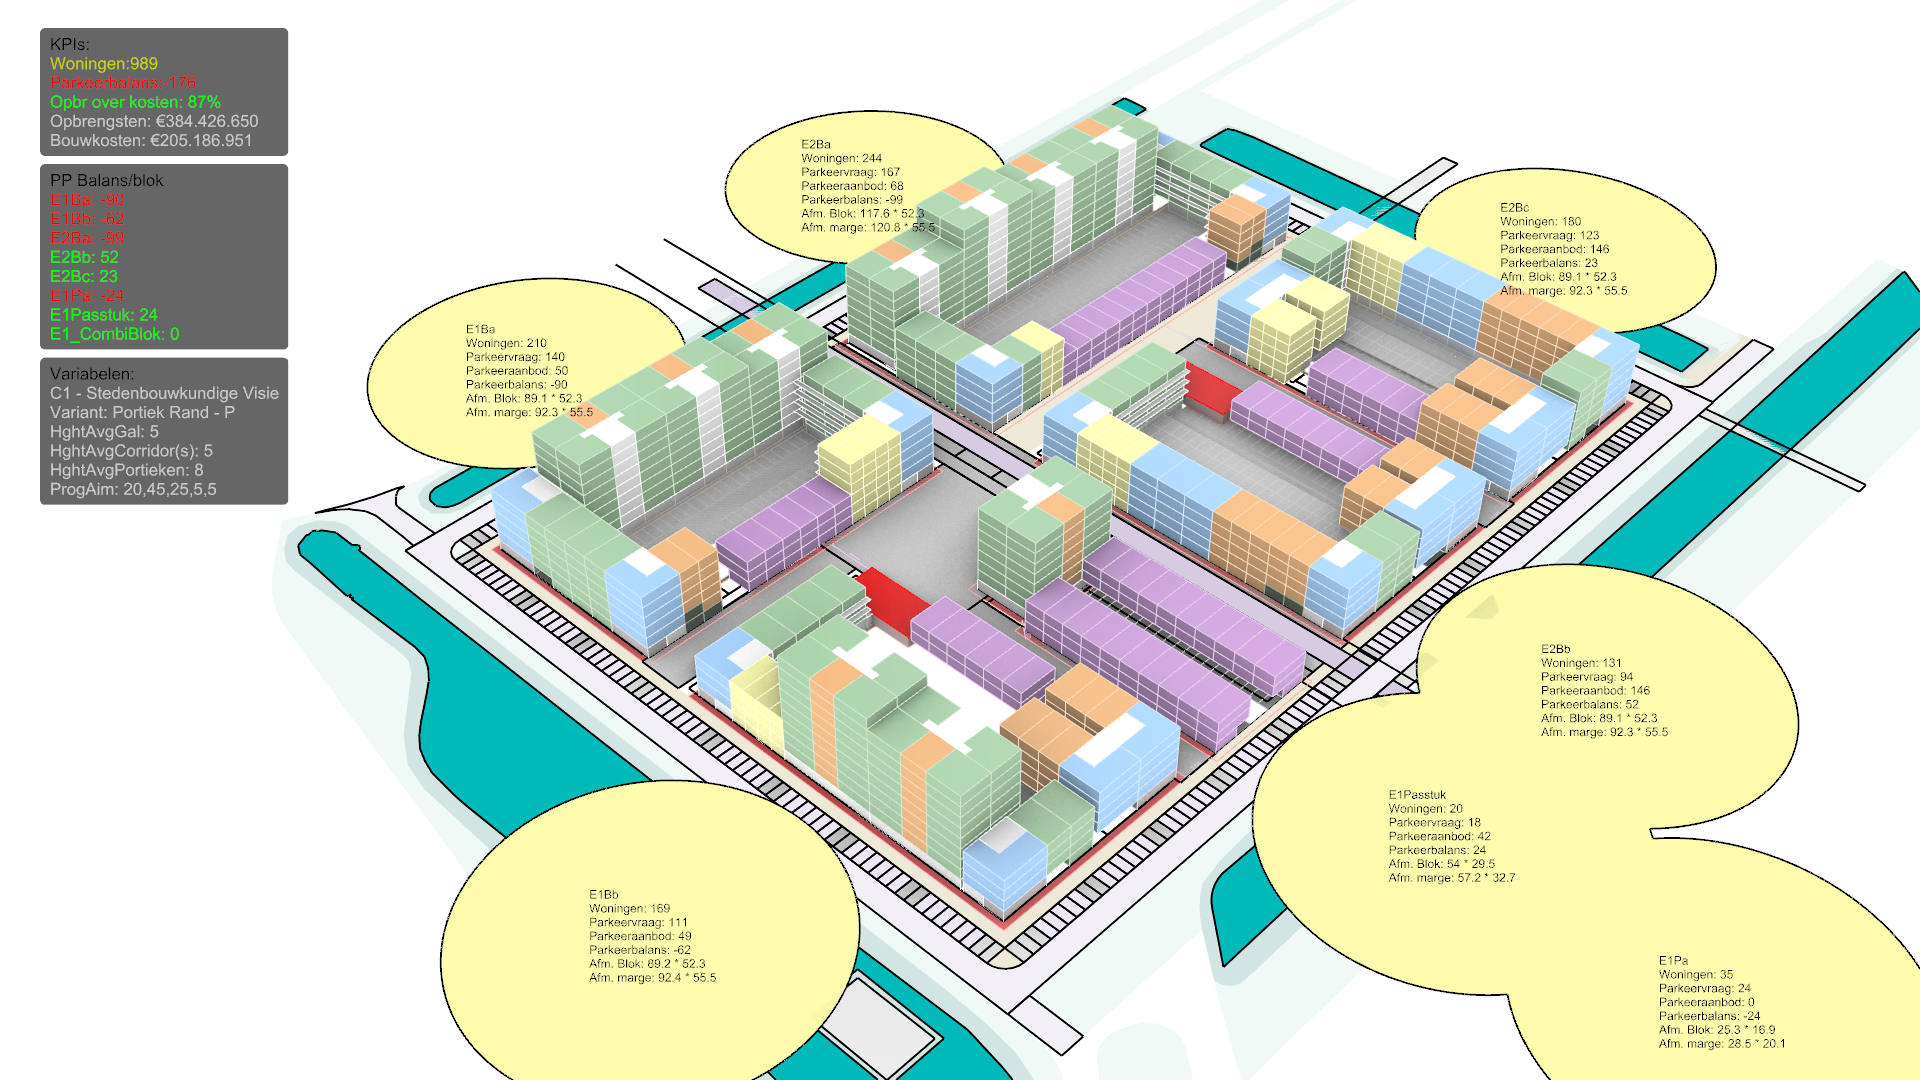 KPIs:
Woningen:989
Parkeerbalans:-176
Opbr over kosten: 87%
Opbrengsten: €384.426.650
Bouwkosten: €205.186.951
PP Balans/blok
E1Ba: -90
E1Bb: -62
E2Ba: -99
E2Bb: 52
E2Bc: 23
E1Pa: -24
E1Passtuk: 24
E1_CombiBlok: 0
Variabelen:
C1 - Stedenbouwkundige Visie
Variant: Portiek Rand - P
HghtAvgGal: 5
HghtAvgCorridor(s): 5
HghtAvgPortieken: 8
ProgAim: 20,45,25,5,5
E2Ba
Woningen: 244
Parkeervraag: 167
Parkeeraanbod: 68
Parkeerbalans: -99
Afm. Blok: 117.6 * 52.3
Afm. marge: 120.8 * 55.5
E2Bc
Woningen: 180
Parkeervraag: 123
Parkeeraanbod: 146
Parkeerbalans: 23
Afm. Blok: 89.1 * 52.3
Afm. marge: 92.3 * 55.5
E1Ba
Woningen: 210
Parkeervraag: 140
Parkeeraanbod: 50
Parkeerbalans: -90
Afm. Blok: 89.1 * 52.3
Afm. marge: 92.3 * 55.5
E2Bb
Woningen: 131
Parkeervraag: 94
Parkeeraanbod: 146
Parkeerbalans: 52
Afm. Blok: 89.1 * 52.3
Afm. marge: 92.3 * 55.5
E1Passtuk
Woningen: 20
Parkeervraag: 18
Parkeeraanbod: 42
Parkeerbalans: 24
Afm. Blok: 54 * 29.5
Afm. marge: 57.2 * 32.7
E1Bb
Woningen: 169
Parkeervraag: 111
Parkeeraanbod: 49
Parkeerbalans: -62
Afm. Blok: 89.2 * 52.3
Afm. marge: 92.4 * 55.5
E1Pa
Woningen: 35
Parkeervraag: 24
Parkeeraanbod: 0
Parkeerbalans: -24
Afm. Blok: 25.3 * 16.9
Afm. marge: 28.5 * 20.1